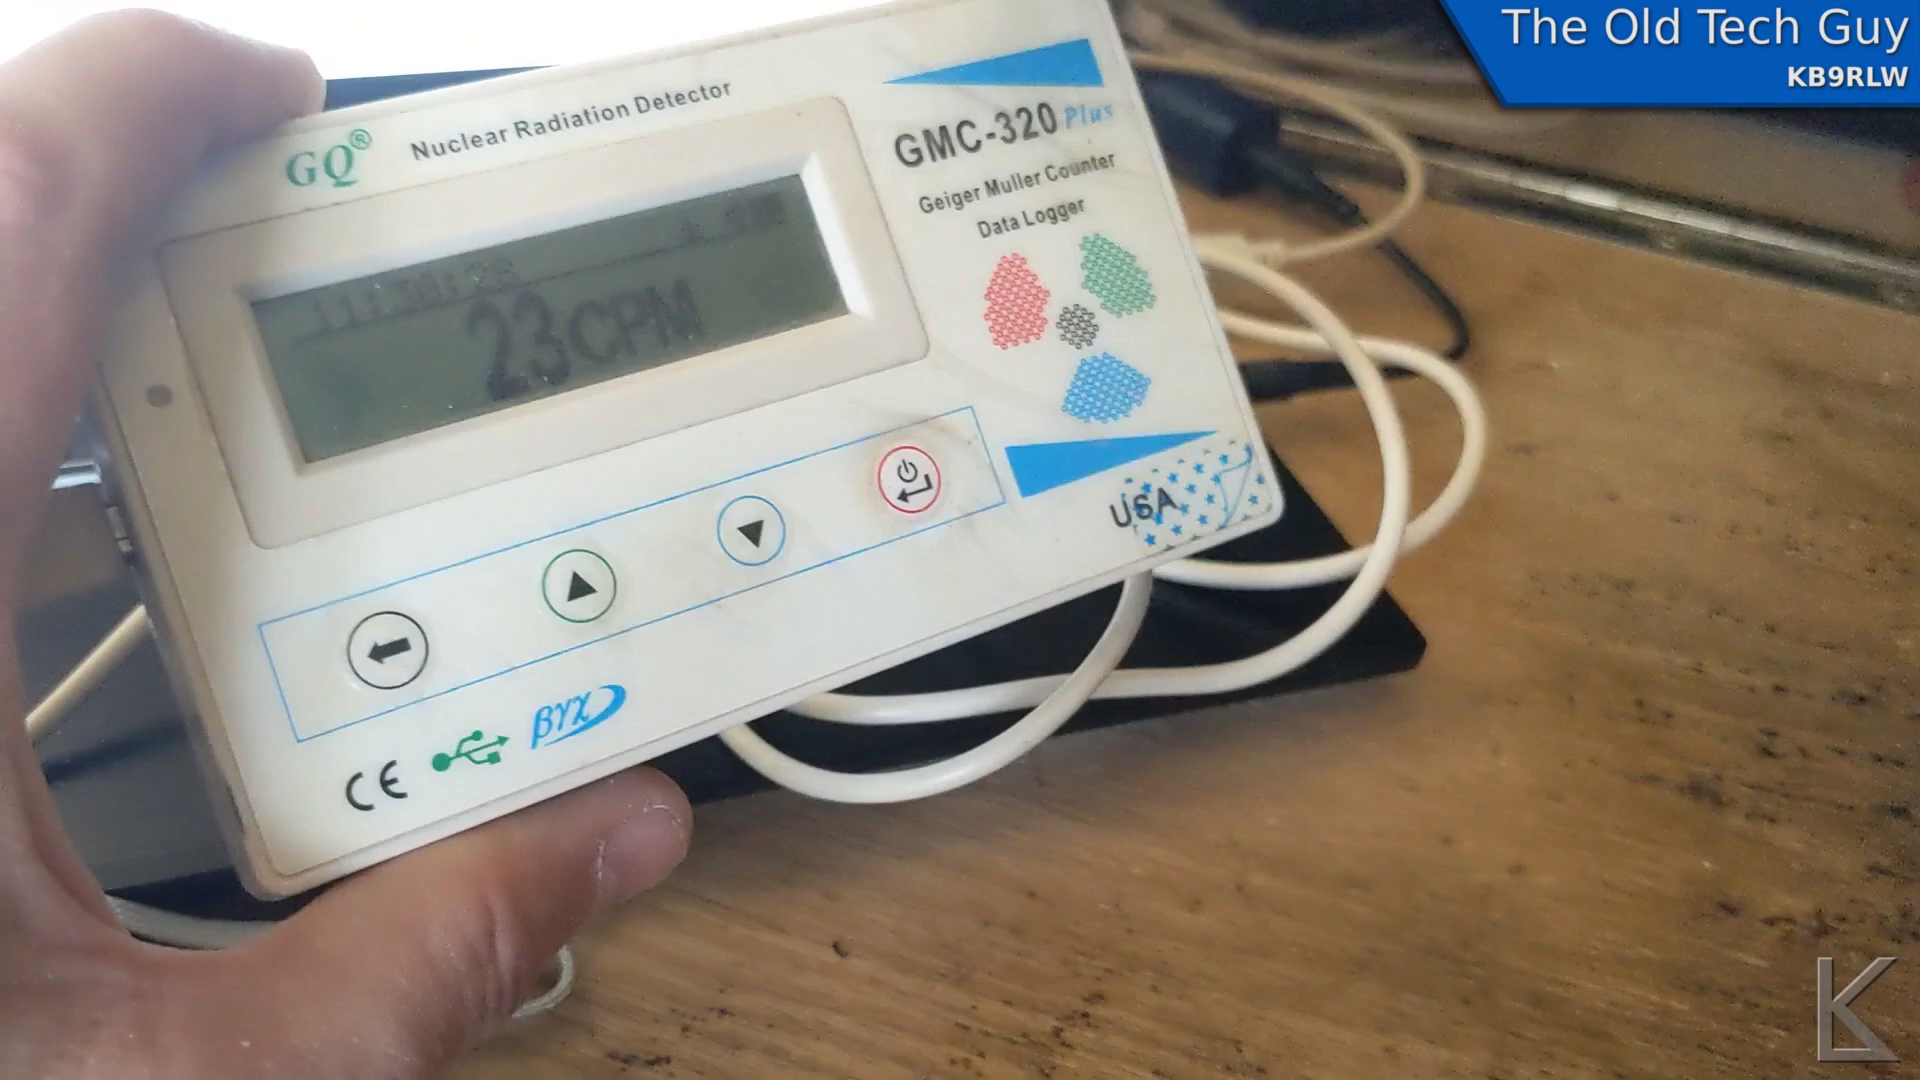 The Old Tech Guy
KB9RLW
GQ®
Nuclear Radiation Detector
GMC-320 Plus
Geiger Muller Counter
Data Logger
23CPM
USA
CE
βγχ